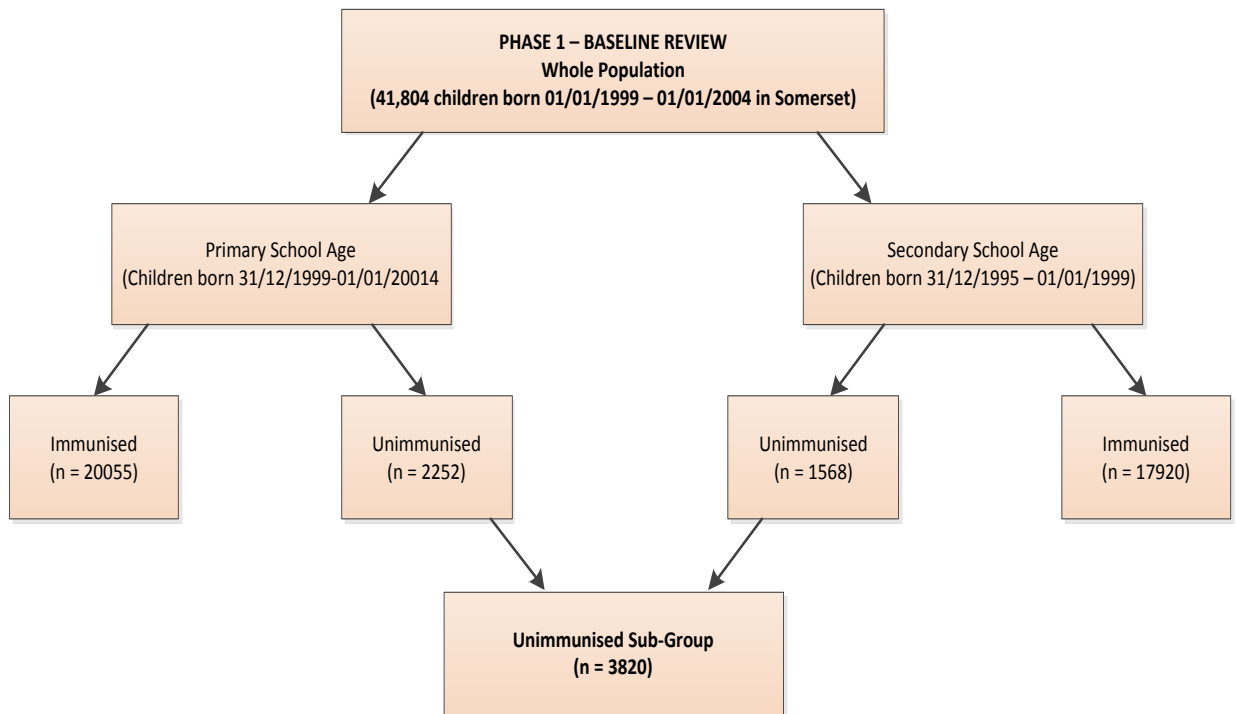 PHASE 1 – BASELINE REVIEW
Whole Population
(41,804 children born 01/01/1999 – 01/01/2004 in Somerset)
Primary School Age
(Children born 31/12/1999-01/01/20014
Secondary School Age
(Children born 31/12/1995 – 01/01/1999)
Immunised
(n = 20055)
Unimmunised
(n = 2252)
Unimmunised
(n = 1568)
Immunised
(n = 17920)
Unimmunised Sub-Group
(n = 3820)